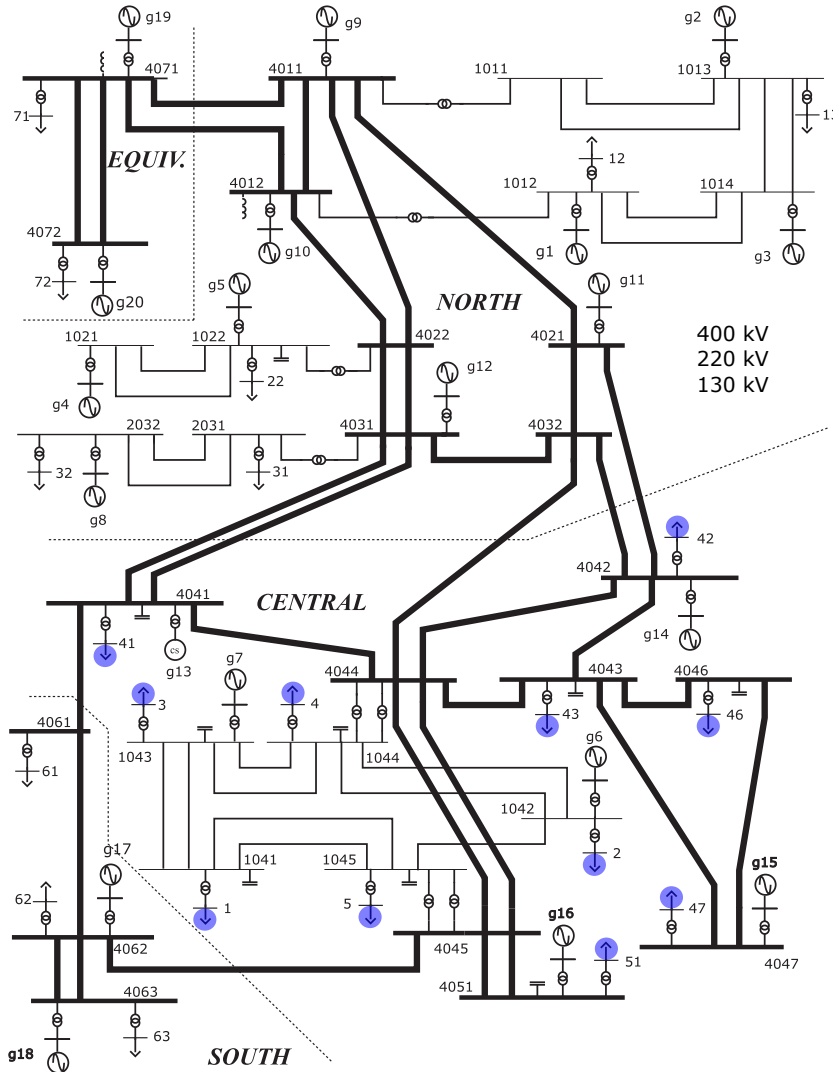 g19
g9
g2
4071
4011
1011
1013
71
13
EQUIV.
12
4012
1012
1014
4072
g10
g1
g3
72
g20
g5
g11
NORTH
1021
1022
4022
4021
400 kV
220 kV
130 kV
g4
22
g12
2032
2031
4031
4032
32
g8
31
42
4042
4041
CENTRAL
41
cs
g13
g7
g14
4044
4043
4046
3
4
43
46
4061
1043
1044
g6
61
1042
2
g17
1041
1045
g15
62
1
5
47
g16
4062
4045
51
4047
4063
4051
g18
63
SOUTH